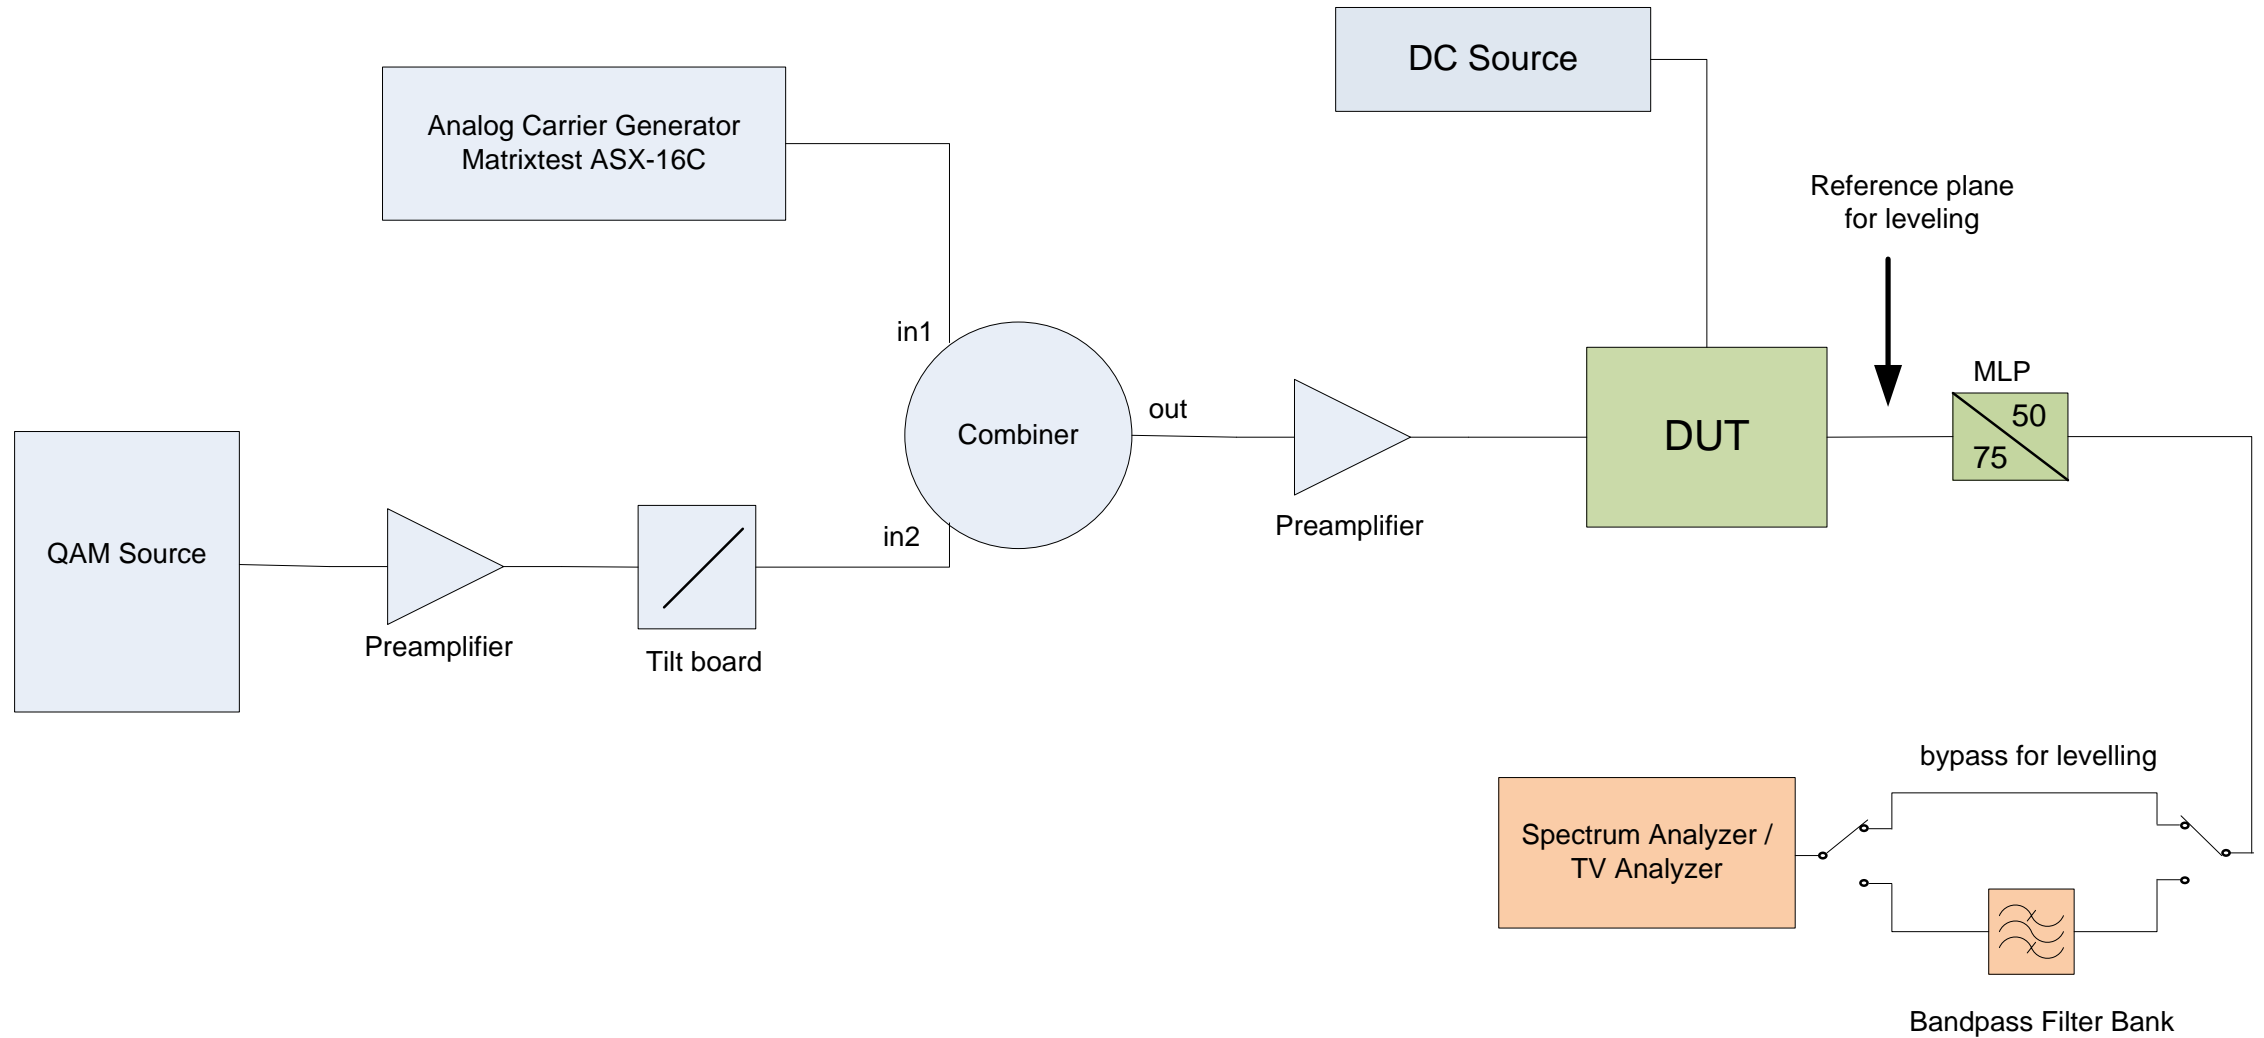 DC Source
Analog Carrier Generator
Matrixtest ASX-16C
Reference plane
for leveling
in1
MLP
50
75
out
Combiner
DUT
Preamplifier
in2
QAM Source
Preamplifier
Tilt board
bypass for levelling
Spectrum Analyzer /
TV Analyzer
Bandpass Filter Bank